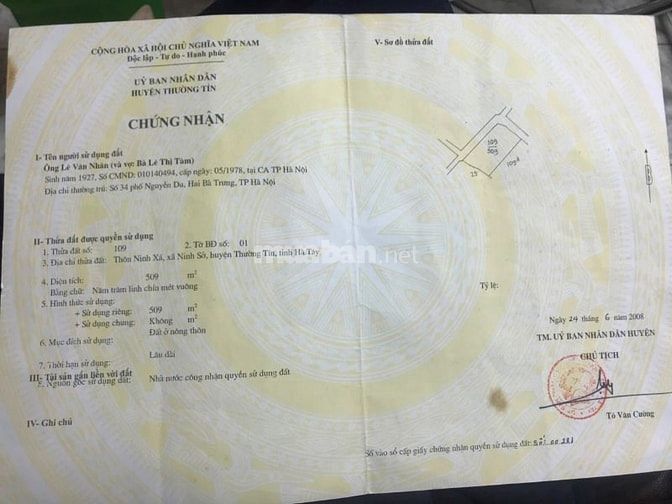 CỘNG HÒA XÃ HỘI CHỦ NGHĨA VIỆT NAM
Độc lập - Tự do - Hạnh phúc
UỶ BAN NHÂN DÂN
HUYỆN THƯỜNG TÍN
CHỨNG NHẬN
I- Tên người sử dụng đất
Ông Lê Văn Nhân (và vợ: Bà Lê Thị Tâm)
Sinh năm 1927, Số CMND: 010140494, cấp ngày: 05/1978, tại CA TP Hà Nội
Địa chỉ thường trú: Số 34 phố Nguyễn Du, Hai Bà Trưng, TP Hà Nội
II- Thửa đất được quyền sử dụng
1. Thửa đất số: 109 2. Tờ BĐ số: 01
3. Địa chỉ thửa đất: Thôn Ninh Xá, xã Ninh Sở, huyện Thường Tín, tỉnh Hà Tây
4. Diện tích: 509 m²
Bằng chữ: Năm trăm linh chín mét vuông
5. Hình thức sử dụng:
+ Sử dụng riêng: 509 m²
+ Sử dụng chung: Không m²
6. Mục đích sử dụng: Đất ở nông thôn
7. Thời hạn sử dụng: Lâu dài
III- Tài sản gắn liền với đất
8. Nguồn gốc sử dụng đất: Nhà nước công nhận quyền sử dụng đất
IV- Ghi chú
V- Sơ đồ thửa đất
109
509
109d
25
Tỷ lệ:
Ngày 24 tháng 6 năm 2008
TM. UỶ BAN NHÂN DÂN HUYỆN
CHỦ TỊCH
Tô Văn Cường
Số vào sổ cấp giấy chứng nhận quyền sử dụng đất:
muaban.net